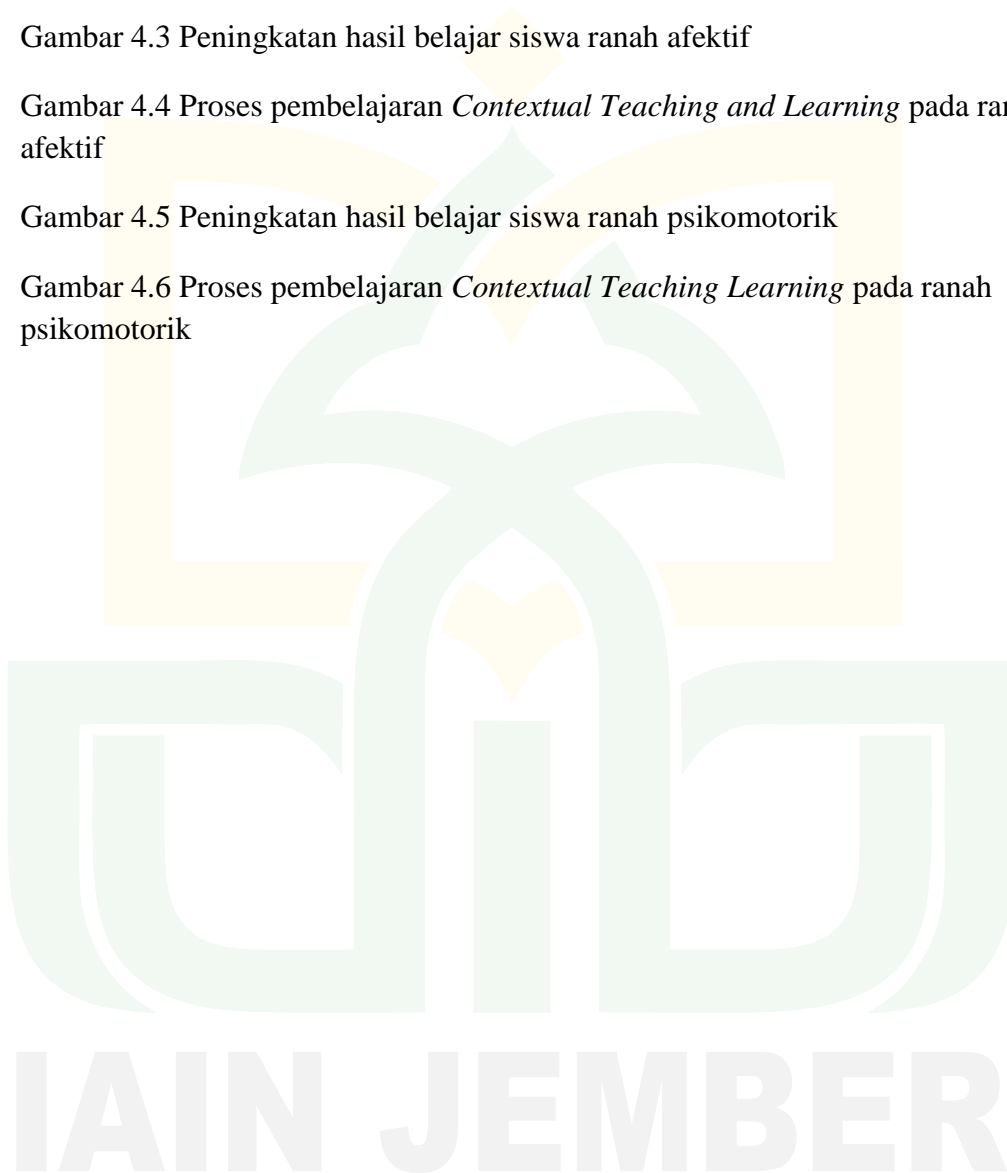 Gambar 4.3 Peningkatan hasil belajar siswa ranah afektif
Gambar 4.4 Proses pembelajaran Contextual Teaching and Learning pada
afektif
Gambar 4.5 Peningkatan hasil belajar siswa ranah psikomotorik
Gambar 4.6 Proses pembelajaran Contextual Teaching Learning pada ranah
psikomotorik
IAIN JEMBER